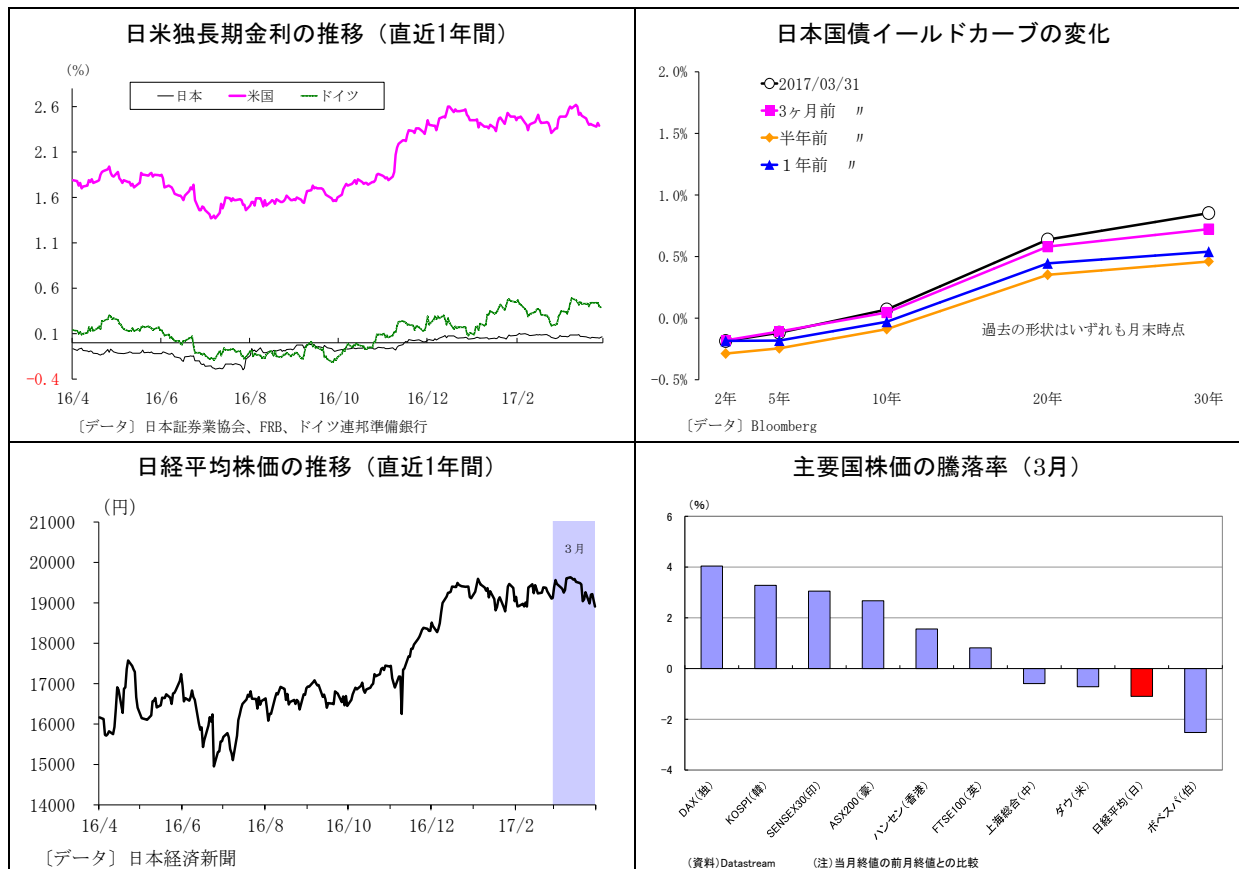 日米独長期金利の推移（直近1年間）
(%)
日本 米国 ドイツ
2.6
2.1
1.6
1.1
0.6
0.1
-0.4
16/4 16/6 16/8 16/10 16/12 17/2
〔データ〕日本証券業協会、FRB、ドイツ連邦準備銀行
日本国債イールドカーブの変化
2.0%
1.5%
1.0%
0.5%
0.0%
-0.5%
2017/03/31
3ヶ月前 〃
半年前 〃
１年前 〃
過去の形状はいずれも月末時点
2年 5年 10年 20年 30年
〔データ〕Bloomberg
日経平均株価の推移（直近1年間）
(円)
21000
20000
19000
18000
17000
16000
15000
14000
３月
16/4 16/6 16/8 16/10 16/12 17/2
〔データ〕日本経済新聞
主要国株価の騰落率（3月）
(%)
6
4
2
0
-2
-4
DAX(独) KOSPI(韓) SENSEX30(印) ASX200(豪) ハンセン(香港) FTSE100(英) 上海総合(中) ダウ(米) 日経平均(日) ボベスパ(伯)
(資料)Datastream (注)当月終値の前月終値との比較